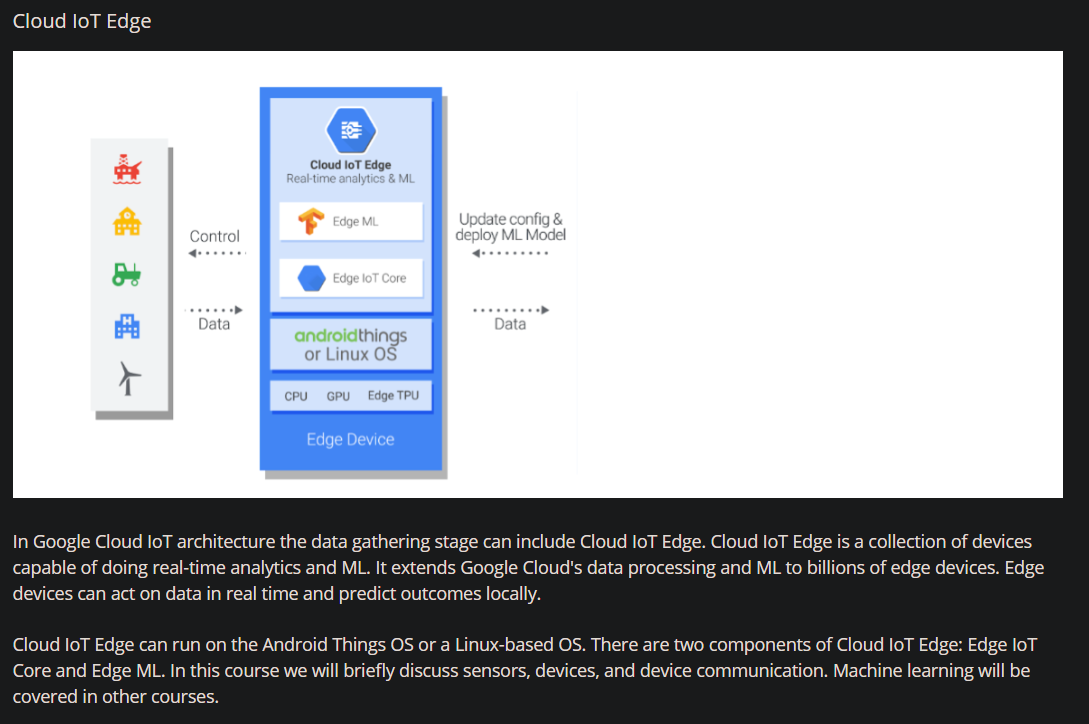 Cloud IoT Edge
Cloud IoT Edge
Real-time analytics & ML
Edge ML
Edge IoT Core
androidthings
or Linux OS
CPU GPU Edge TPU
Edge Device
Control
Data
Update config &
deploy ML Model
Data
In Google Cloud IoT architecture the data gathering stage can include Cloud IoT Edge. Cloud IoT Edge is a collection of devices
capable of doing real-time analytics and ML. It extends Google Cloud's data processing and ML to billions of edge devices. Edge
devices can act on data in real time and predict outcomes locally.
Cloud IoT Edge can run on the Android Things OS or a Linux-based OS. There are two components of Cloud IoT Edge: Edge IoT
Core and Edge ML. In this course we will briefly discuss sensors, devices, and device communication. Machine learning will be
covered in other courses.